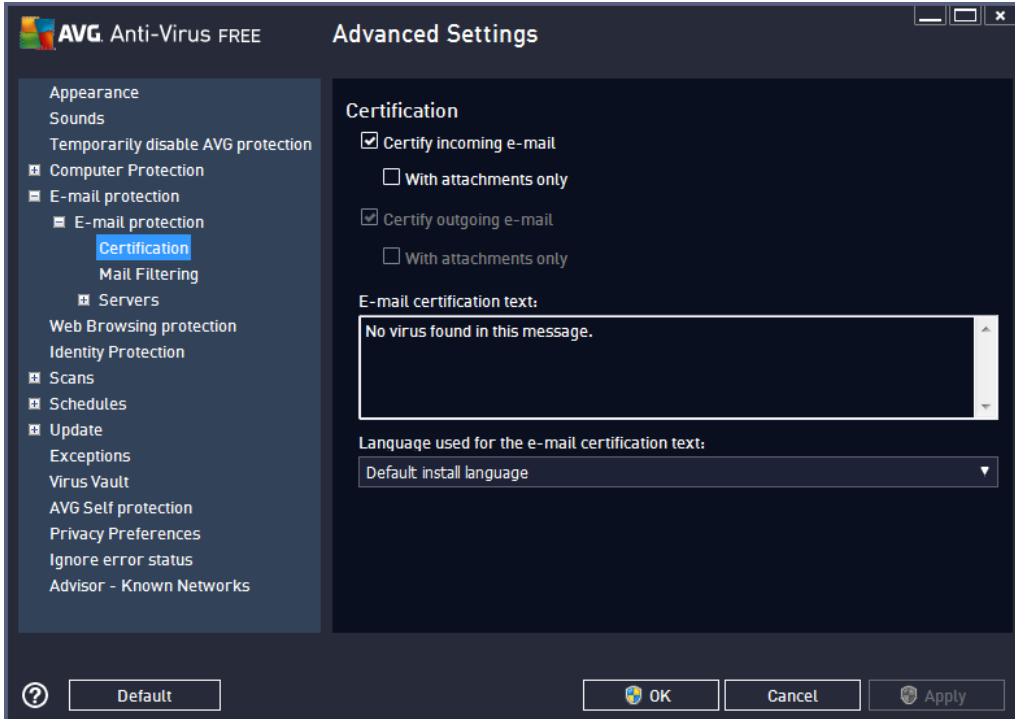 AVG Anti-Virus FREE
Advanced Settings
Appearance
Sounds
Temporarily disable AVG protection
Computer Protection
E-mail protection
E-mail protection
Certification
Mail Filtering
Servers
Web Browsing protection
Identity Protection
Scans
Schedules
Update
Exceptions
Virus Vault
AVG Self protection
Privacy Preferences
Ignore error status
Advisor - Known Networks
Certification
Certify incoming e-mail
With attachments only
Certify outgoing e-mail
With attachments only
E-mail certification text:
No virus found in this message.
Language used for the e-mail certification text:
Default install language
Default
OK
Cancel
Apply